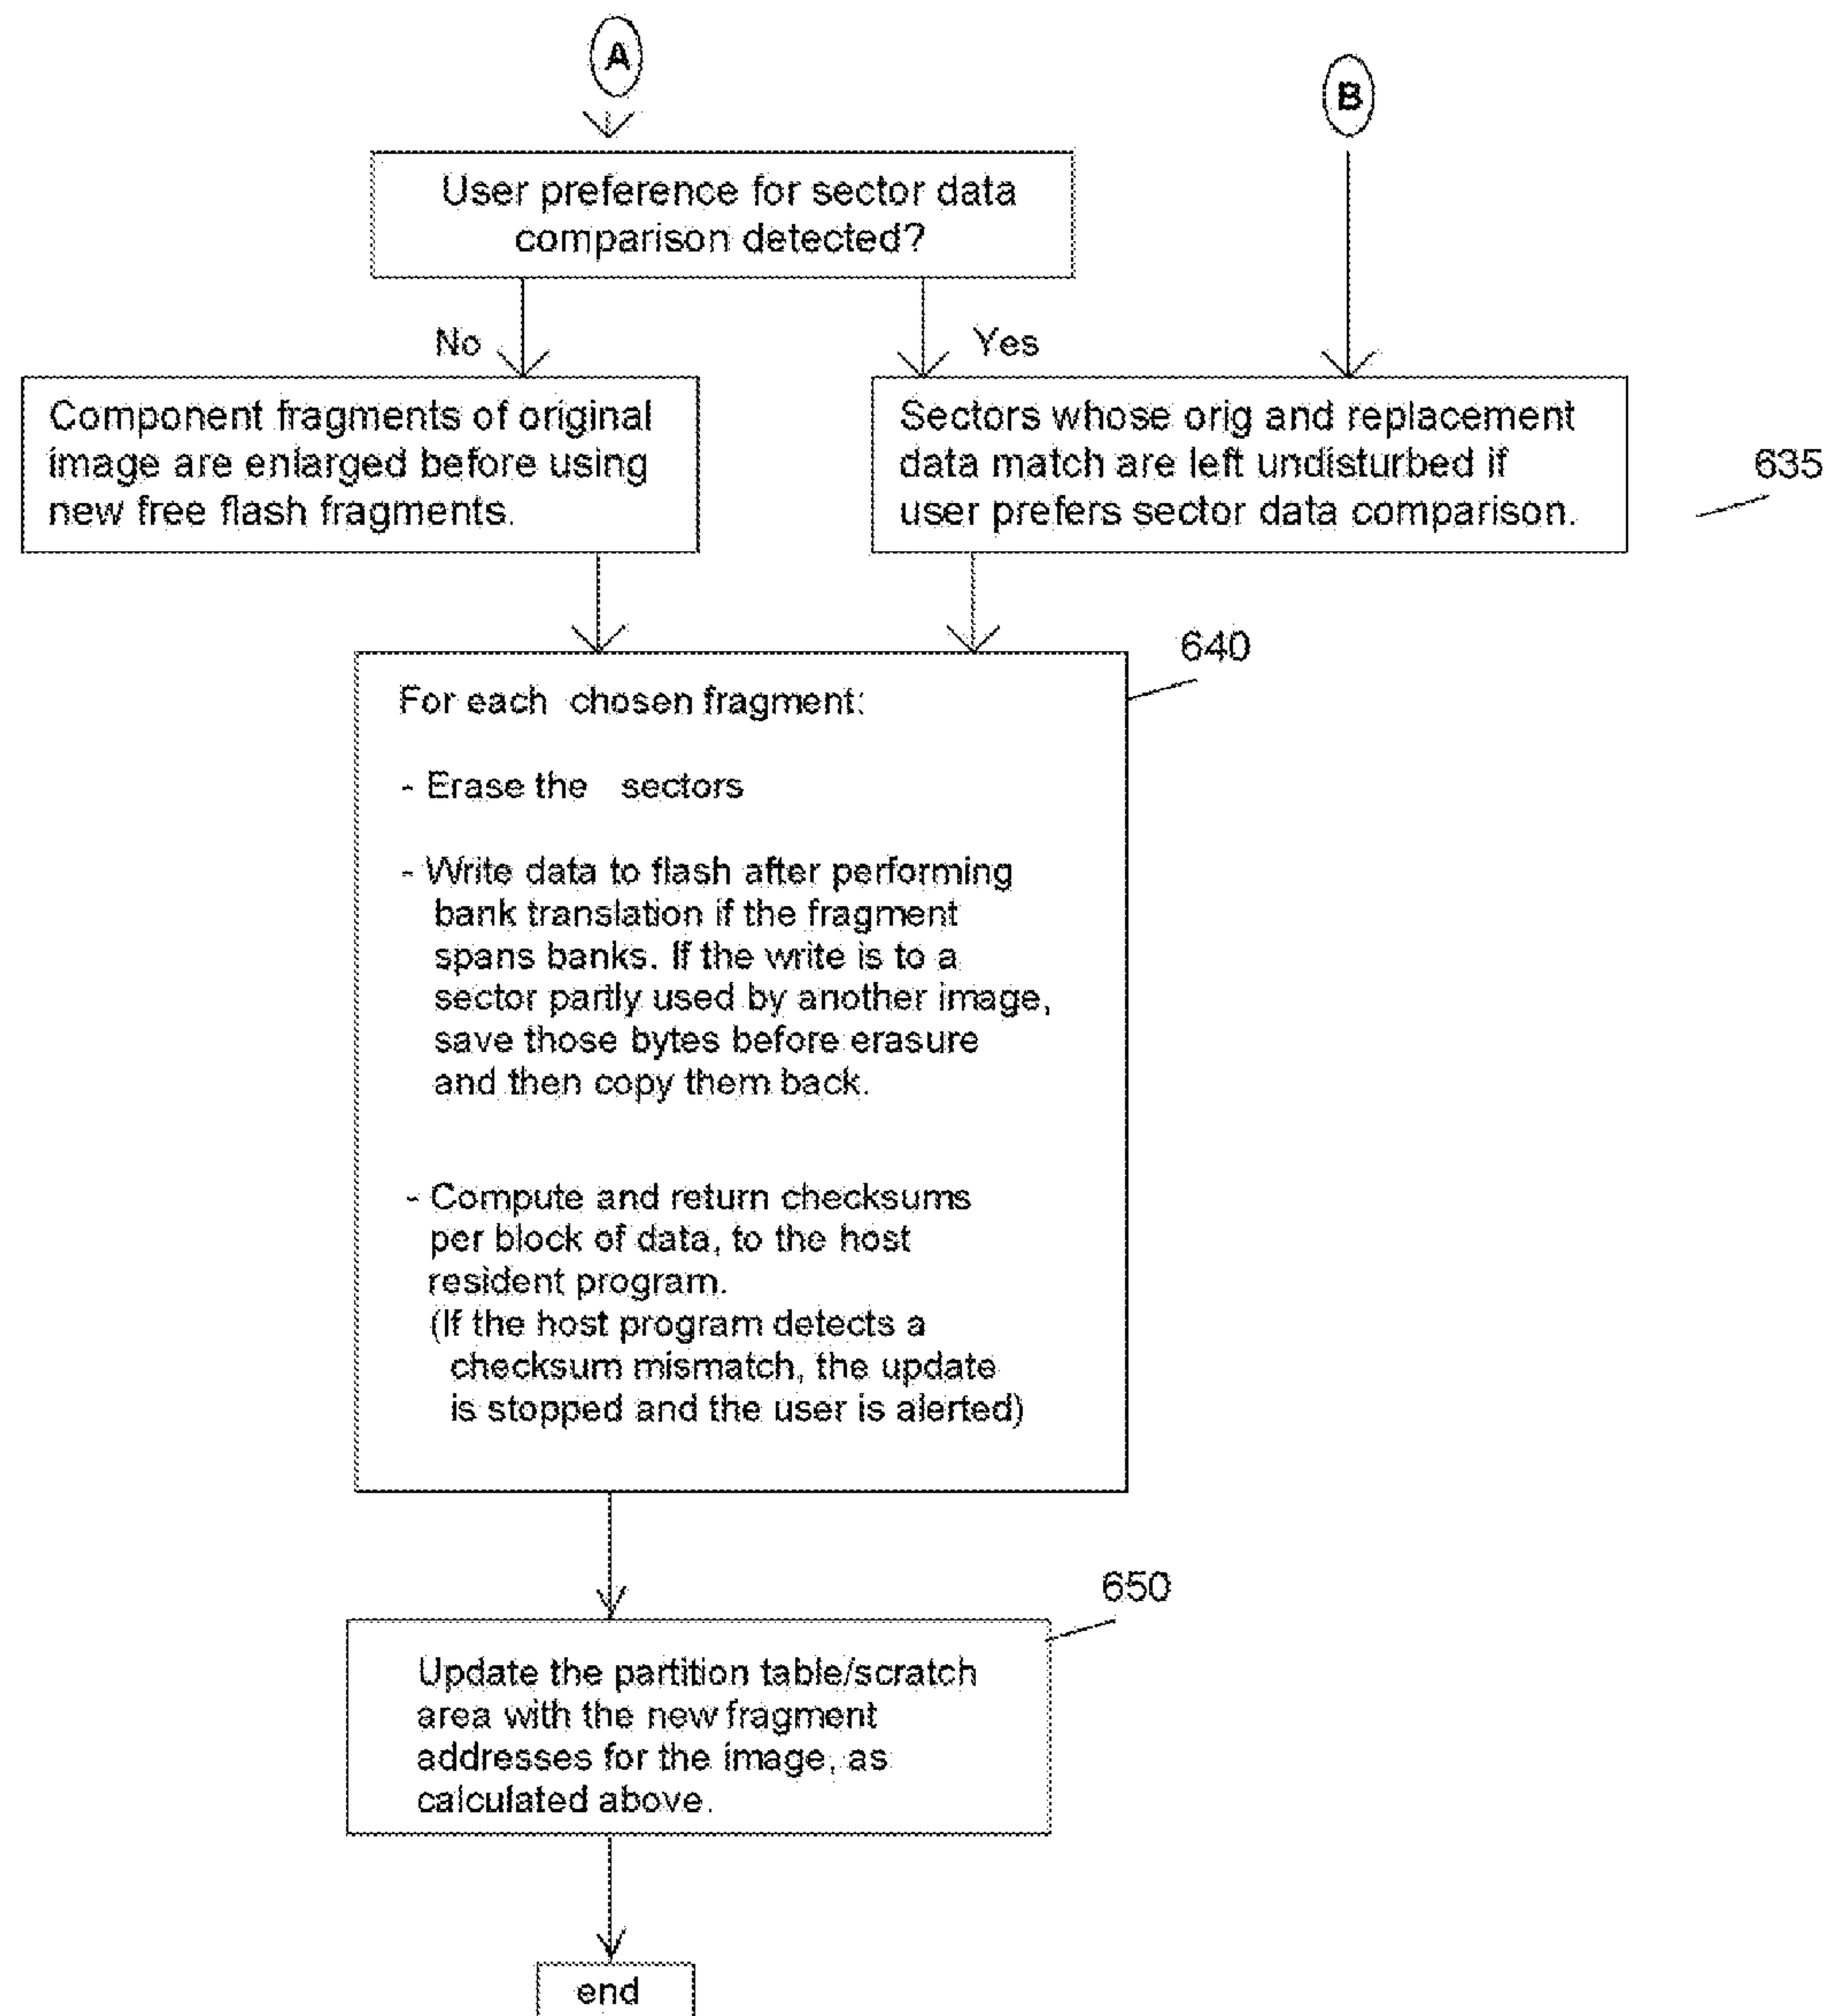 A
B
User preference for sector data
comparison detected?
No
Yes
Component fragments of original
image are enlarged before using
new free flash fragments.
Sectors whose orig and replacement
data match are left undisturbed if
user prefers sector data comparison.
635
640
For each chosen fragment:
- Erase the sectors
- Write data to flash after performing
bank translation if the fragment
spans banks. If the write is to a
sector partly used by another image,
save those bytes before erasure
and then copy them back.
- Compute and return checksums
per block of data, to the host
resident program.
(If the host program detects a
checksum mismatch, the update
is stopped and the user is alerted)
650
Update the partition table/scratch
area with the new fragment
addresses for the image, as
calculated above.
end